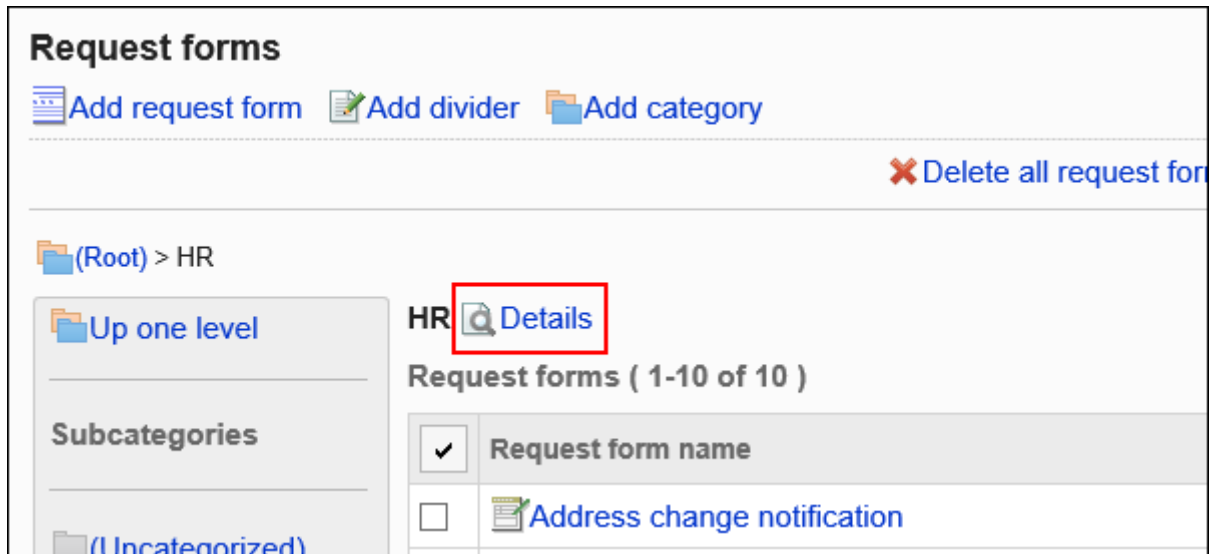 Request forms
Add request form Add divider Add category
Delete all request for
(Root) > HR
Up one level
Subcategories
(Uncategorized)
HR Details
Request forms ( 1-10 of 10 )
Request form name
Address change notification